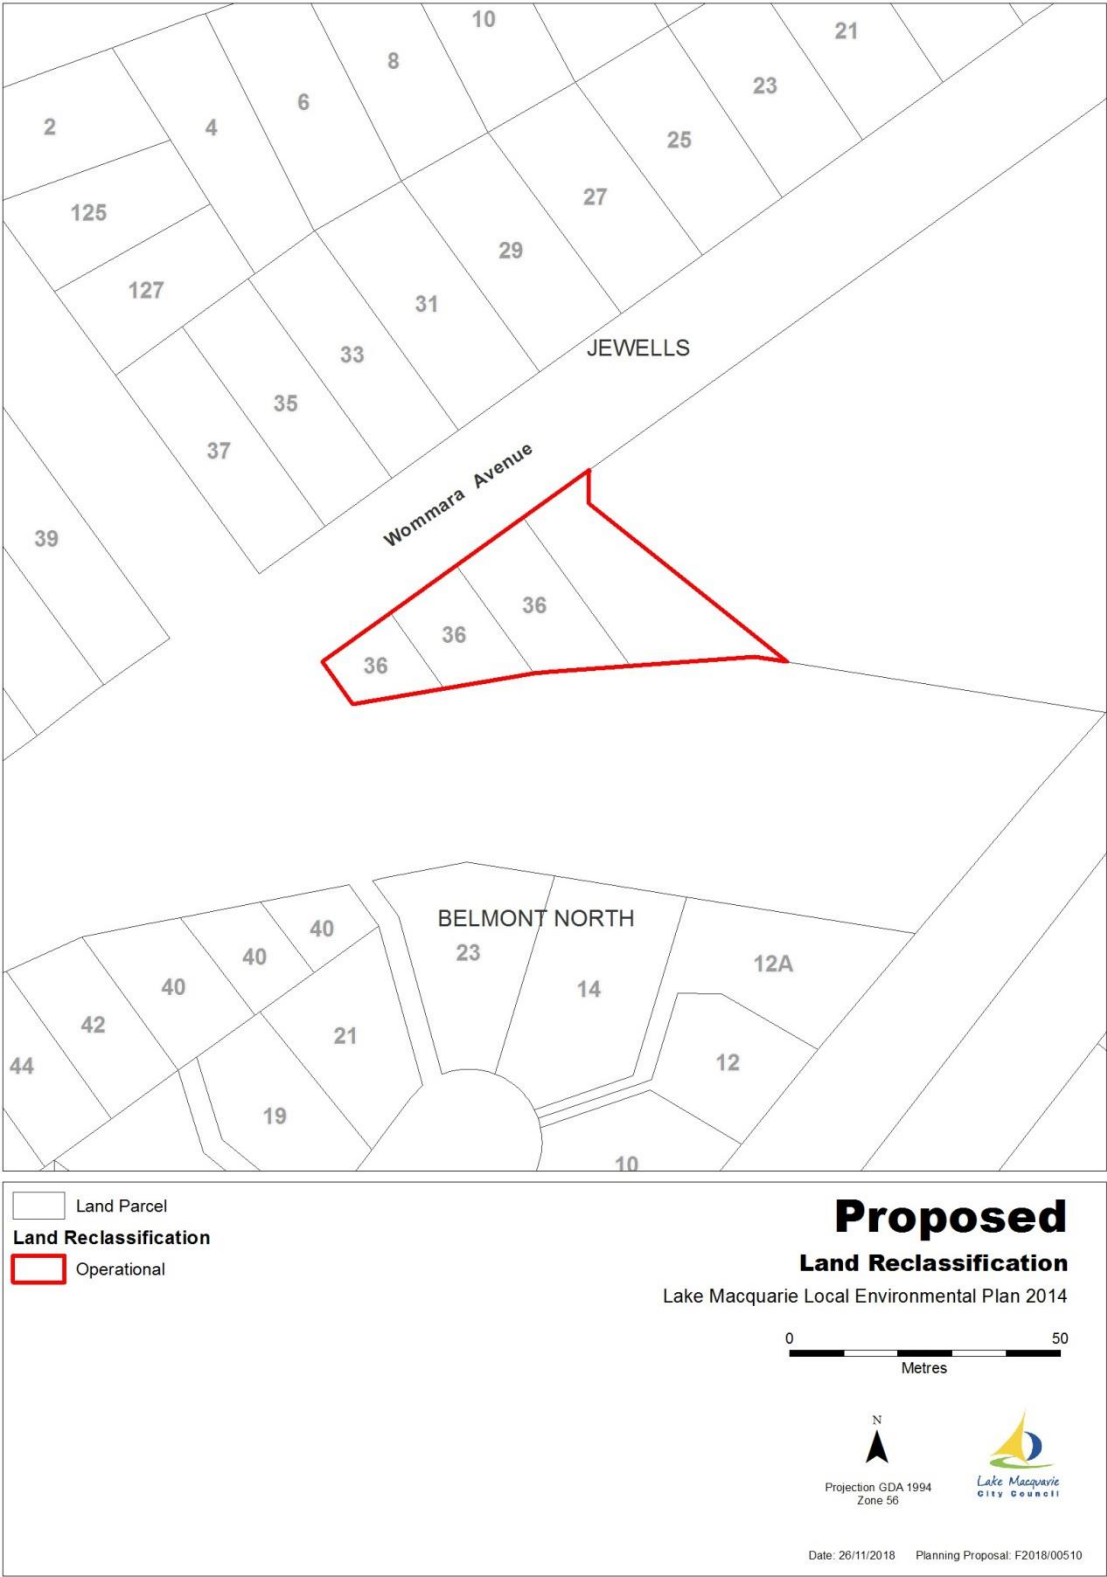 10
21
8
23
6
2
4
25
125
27
29
127
31
JEWELLS
33
35
37
Wommara Avenue
39
36
36
36
BELMONT NORTH
40
23
40
12A
40
14
42
21
44
12
19
10
Land Parcel
Land Reclassification
Operational
Proposed
Land Reclassification
Lake Macquarie Local Environmental Plan 2014
0 50
Metres
N
Projection GDA 1994
Zone 56
Lake Macquarie
City Council
Date: 26/11/2018 Planning Proposal: F2018/00510